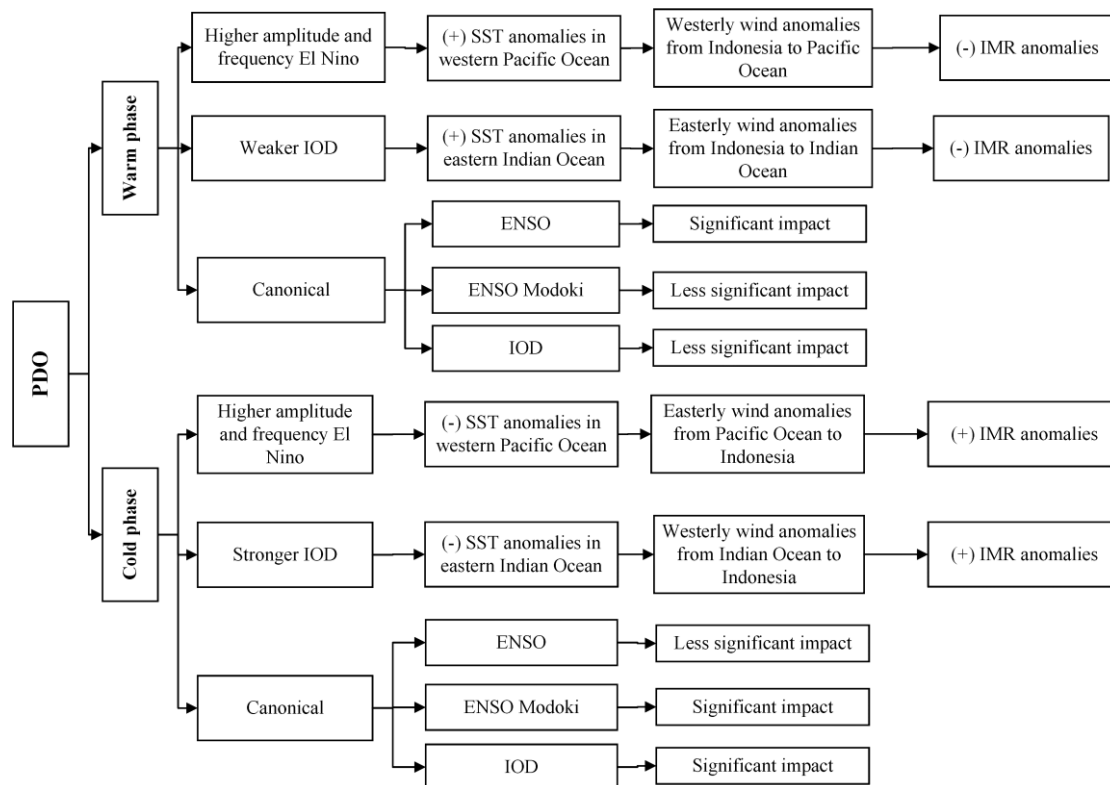 PDO
Warm phase
Higher amplitude and
frequency El Nino
(+) SST anomalies in
western Pacific Ocean
Westerly wind anomalies
from Indonesia to Pacific
Ocean
(-) IMR anomalies
Weaker IOD
(+) SST anomalies in
eastern Indian Ocean
Easterly wind anomalies
from Indonesia to Indian
Ocean
(-) IMR anomalies
Canonical
ENSO
Significant impact
ENSO Modoki
Less significant impact
IOD
Less significant impact
Cold phase
Higher amplitude
and frequency El
Nino
(-) SST anomalies in
western Pacific Ocean
Easterly wind anomalies
from Pacific Ocean to
Indonesia
(+) IMR anomalies
Stronger IOD
(-) SST anomalies in
eastern Indian Ocean
Westerly wind anomalies
from Indian Ocean to
Indonesia
(+) IMR anomalies
Canonical
ENSO
Less significant impact
ENSO Modoki
Significant impact
IOD
Significant impact